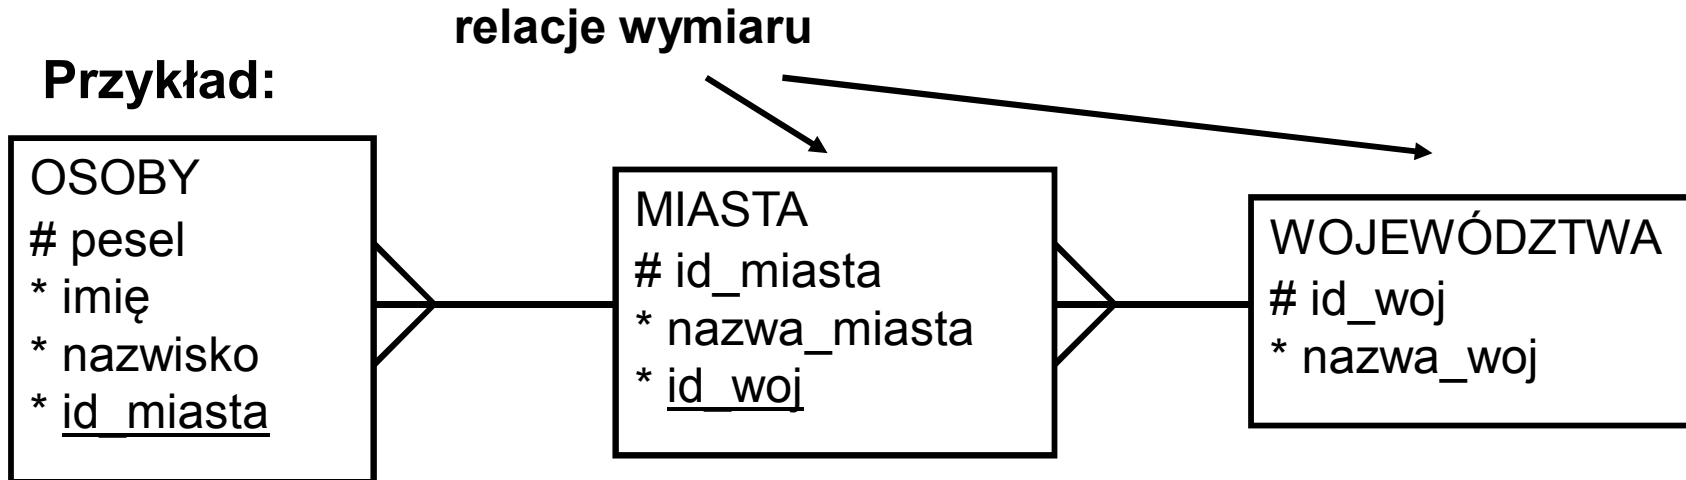 relacje wymiaru
Przykład:
OSOBY
# pesel
* imię
* nazwisko
* id_miasta
MIASTA
# id_miasta
* nazwa_miasta
* id_woj
WOJEWÓDZTWA
# id_woj
* nazwa_woj